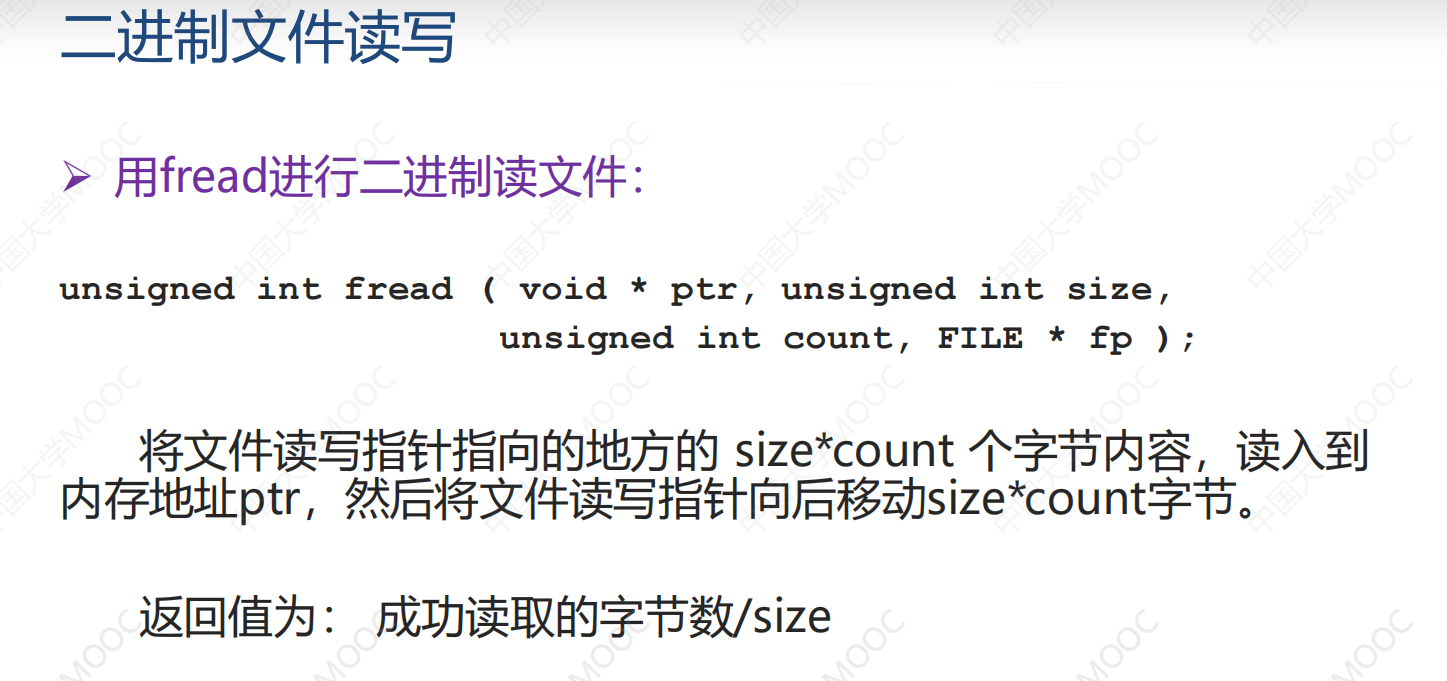 二进制文件读写
➢ 用fread进行二进制读文件：
unsigned int fread ( void * ptr, unsigned int size,
unsigned int count, FILE * fp );
将文件读写指针指向的地方的 size*count 个字节内容，读入到
内存地址ptr，然后将文件读写指针向后移动size*count字节。
返回值为： 成功读取的字节数/size
中国大学MOOC